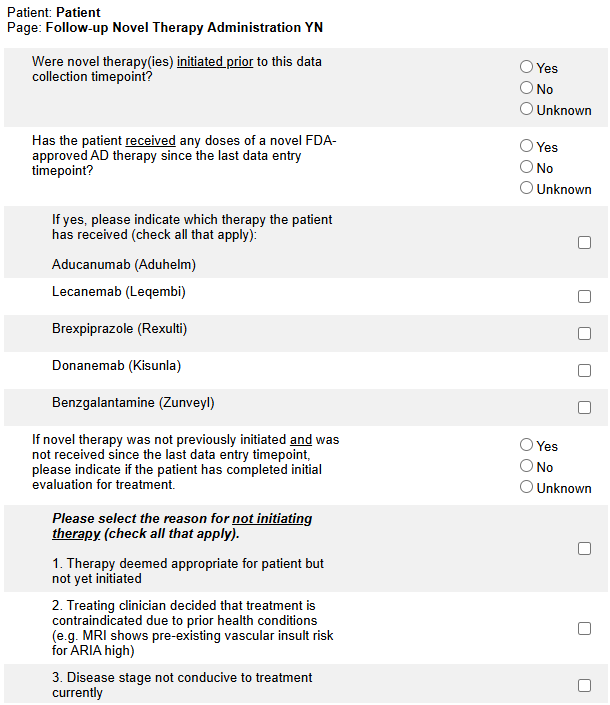 Patient: Patient
Page: Follow-up Novel Therapy Administration YN
Were novel therapy(ies) initiated prior to this data
collection timepoint?
Yes
No
Unknown
Has the patient received any doses of a novel FDA-
approved AD therapy since the last data entry
timepoint?
Yes
No
Unknown
If yes, please indicate which therapy the patient
has received (check all that apply):
Aducanumab (Aduhelm)
Lecanemab (Leqembi)
Brexpiprazole (Rexulti)
Donanemab (Kisunla)
Benzgalantamine (Zunveyl)
If novel therapy was not previously initiated and was
not received since the last data entry timepoint,
please indicate if the patient has completed initial
evaluation for treatment.
Yes
No
Unknown
Please select the reason for not initiating
therapy (check all that apply).
1. Therapy deemed appropriate for patient but
not yet initiated
2. Treating clinician decided that treatment is
contraindicated due to prior health conditions
(e.g. MRI shows pre-existing vascular insult risk
for ARIA high)
3. Disease stage not conducive to treatment
currently